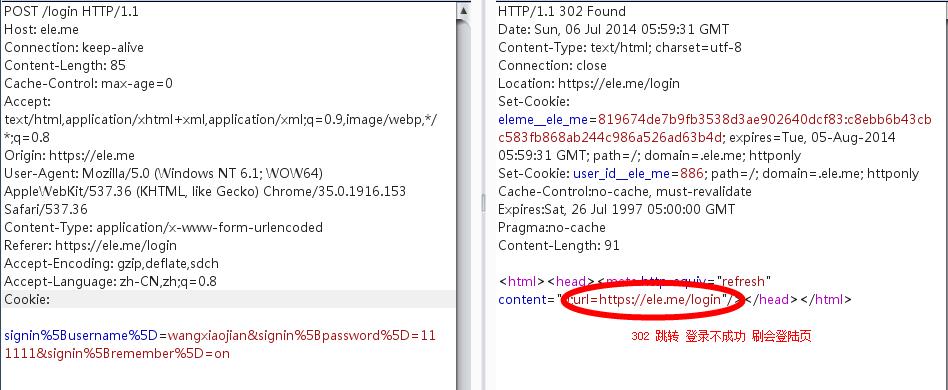 POST /login HTTP/1.1
Host: ele.me
Connection: keep-alive
Content-Length: 85
Cache-Control: max-age=0
Accept:
text/html,application/xhtml+xml,application/xml;q=0.9,image/webp,*/
*;q=0.8
Origin: https://ele.me
User-Agent: Mozilla/5.0 (Windows NT 6.1; WOW64)
AppleWebKit/537.36 (KHTML, like Gecko) Chrome/35.0.1916.153
Safari/537.36
Content-Type: application/x-www-form-urlencoded
Referer: https://ele.me/login
Accept-Encoding: gzip,deflate,sdch
Accept-Language: zh-CN,zh;q=0.8
Cookie:
signin%5Busername%5D=wangxiaojian&signin%5Bpassword%5D=11
1111&signin%5Bremember%5D=on
HTTP/1.1 302 Found
Date: Sun, 06 Jul 2014 05:59:31 GMT
Content-Type: text/html; charset=utf-8
Connection: close
Location: https://ele.me/login
Set-Cookie:
eleme__ele_me=819674de7b9fb3538d3ae902640dcf83:c8ebb6b43cb
c583fb868ab244c986a526ad63b4d; expires=Tue, 05-Aug-2014
05:59:31 GMT; path=/; domain=.ele.me; httponly
Set-Cookie: user_id__ele_me=886; path=/; domain=.ele.me; httponly
Cache-Control:no-cache, must-revalidate
Expires:Sat, 26 Jul 1997 05:00:00 GMT
Pragma:no-cache
Content-Length: 91
<html><head><meta http-equiv="refresh"
content="url=https://ele.me/login"/></head></html>
302 跳转 登录不成功 刷会登陆页